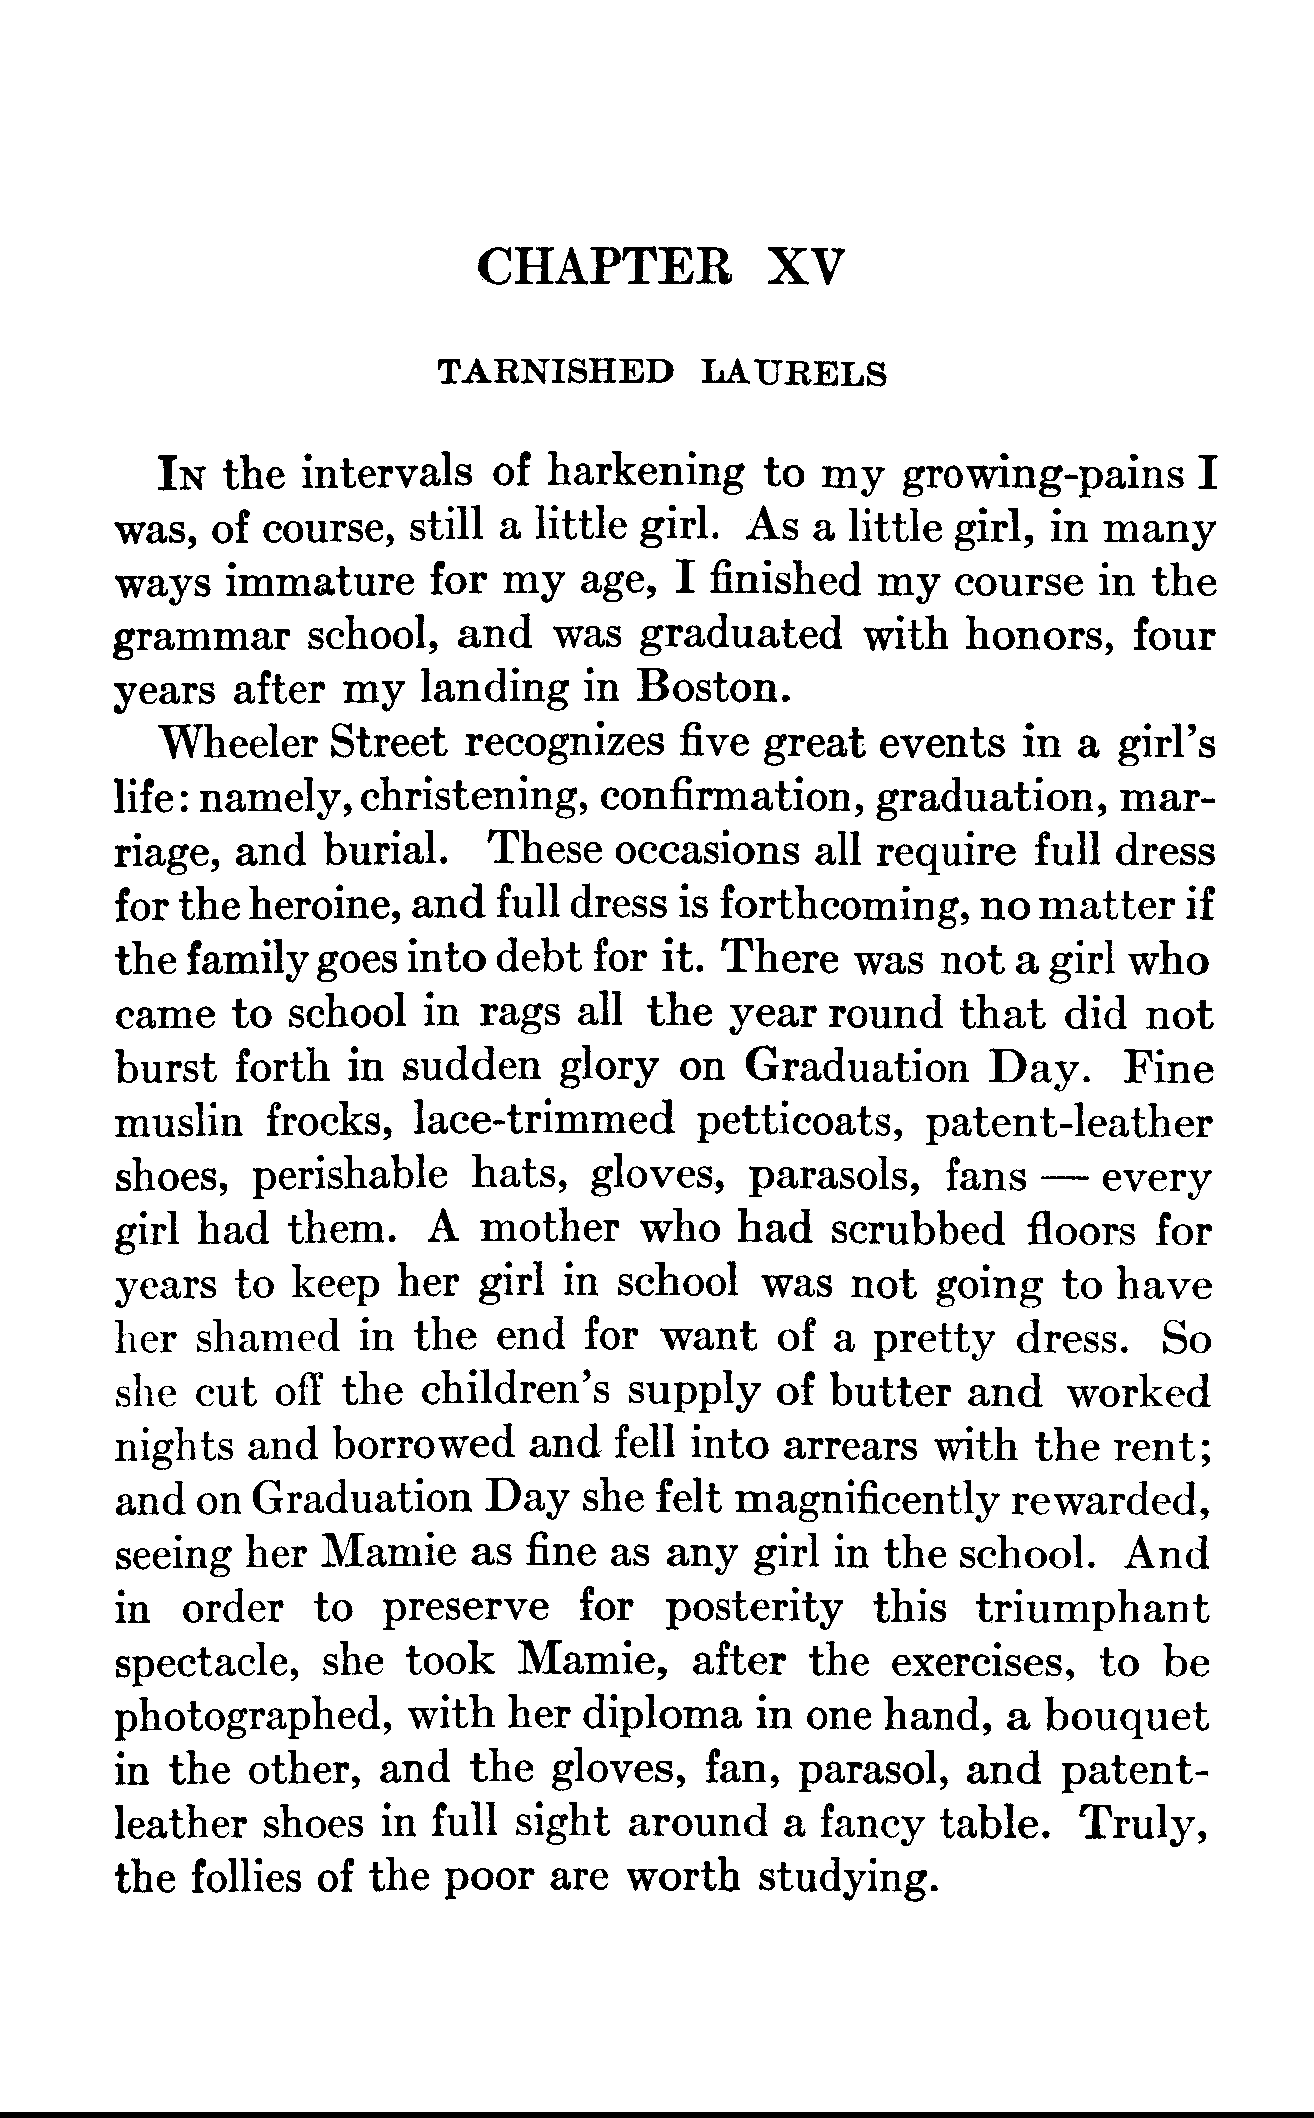 CHAPTER XV
TARNISHED LAURELS
IN the intervals of harkening to my growing-pains I
was, of course, still a little girl. As a little girl, in many
ways immature for my age, I finished my course in the
grammar school, and was graduated with honors, four
years after my landing in Boston.
Wheeler Street recognizes five great events in a girl's
life: namely, christening, confirmation, graduation, mar-
riage, and burial. These occasions all require full dress
for the heroine, and full dress is forthcoming, no matter if
the family goes into debt for it. There was not a girl who
came to school in rags all the year round that did not
burst forth in sudden glory on Graduation Day. Fine
muslin frocks, lace-trimmed petticoats, patent-leather
shoes, perishable hats, gloves, parasols, fans — every
girl had them. A mother who had scrubbed floors for
years to keep her girl in school was not going to have
her shamed in the end for want of a pretty dress. So
she cut off the children's supply of butter and worked
nights and borrowed and fell into arrears with the rent;
and on Graduation Day she felt magnificently rewarded,
seeing her Mamie as fine as any girl in the school. And
in order to preserve for posterity this triumphant
spectacle, she took Mamie, after the exercises, to be
photographed, with her diploma in one hand, a bouquet
in the other, and the gloves, fan, parasol, and patent-
leather shoes in full sight around a fancy table. Truly,
the follies of the poor are worth studying.